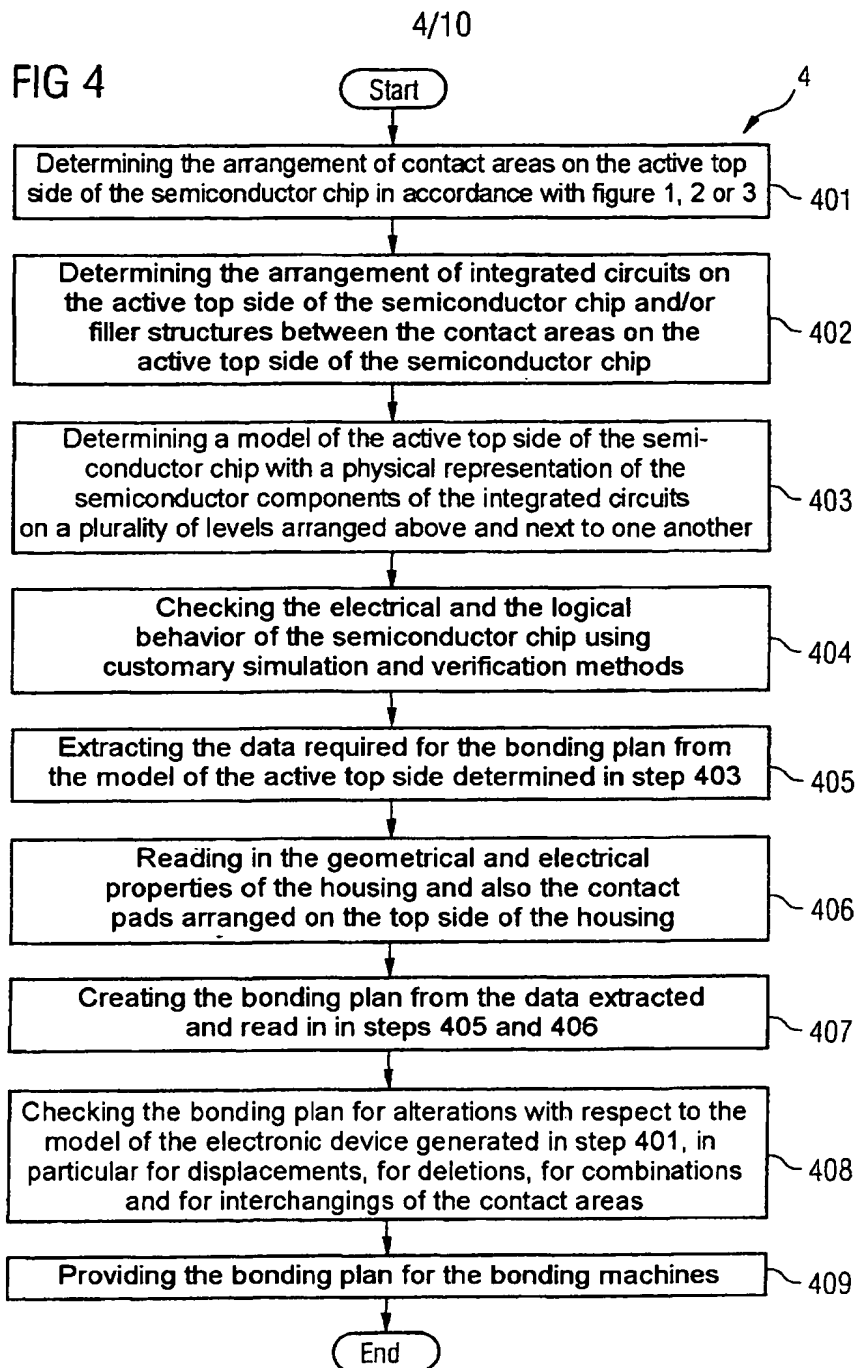 4/10
FIG 4
Start
4
Determining the arrangement of contact areas on the active top
side of the semiconductor chip in accordance with figure 1, 2 or 3
401
Determining the arrangement of integrated circuits on
the active top side of the semiconductor chip and/or
filler structures between the contact areas on the
active top side of the semiconductor chip
402
Determining a model of the active top side of the semi-
conductor chip with a physical representation of the
semiconductor components of the integrated circuits
on a plurality of levels arranged above and next to one another
403
Checking the electrical and the logical
behavior of the semiconductor chip using
customary simulation and verification methods
404
Extracting the data required for the bonding plan from
the model of the active top side determined in step 403
405
Reading in the geometrical and electrical
properties of the housing and also the contact
pads arranged on the top side of the housing
406
Creating the bonding plan from the data extracted
and read in in steps 405 and 406
407
Checking the bonding plan for alterations with respect to the
model of the electronic device generated in step 401, in
particular for displacements, for deletions, for combinations
and for interchangings of the contact areas
408
Providing the bonding plan for the bonding machines
409
End